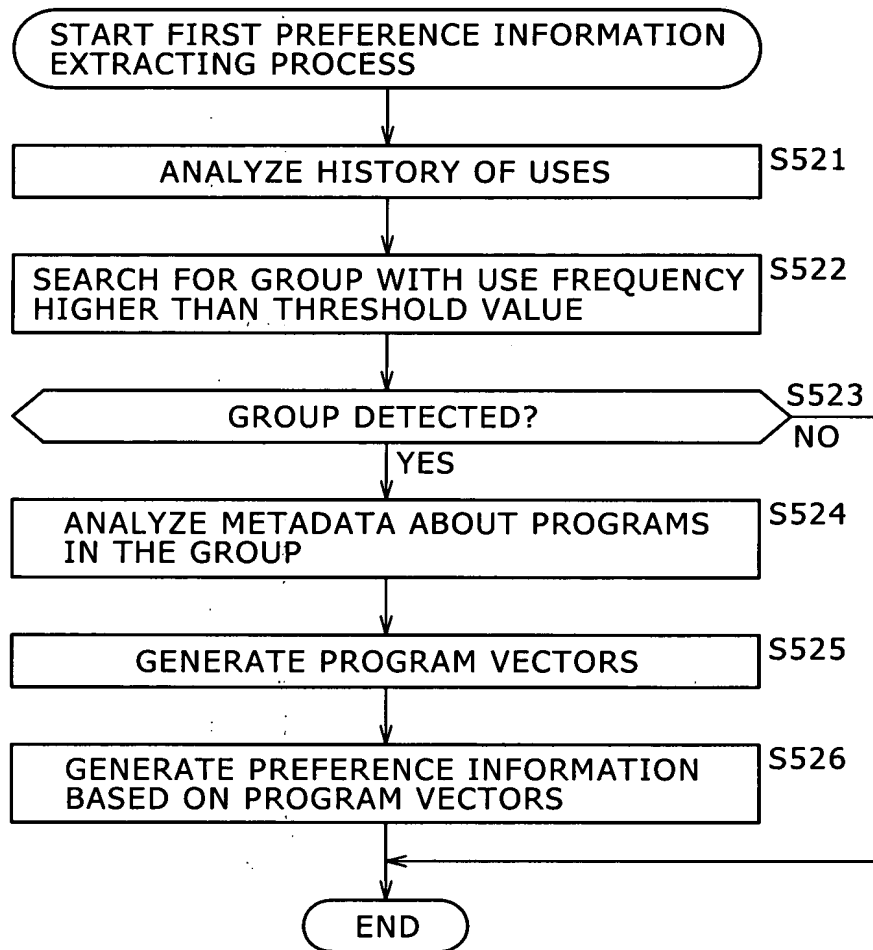 START FIRST PREFERENCE INFORMATION
EXTRACTING PROCESS
S521
ANALYZE HISTORY OF USES
S522
SEARCH FOR GROUP WITH USE FREQUENCY
HIGHER THAN THRESHOLD VALUE
S523
GROUP DETECTED?
NO
YES
S524
ANALYZE METADATA ABOUT PROGRAMS
IN THE GROUP
S525
GENERATE PROGRAM VECTORS
S526
GENERATE PREFERENCE INFORMATION
BASED ON PROGRAM VECTORS
END